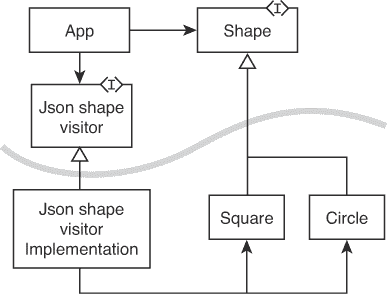 App
Shape
I
I
Json shape
visitor
Json shape
visitor
Implementation
Square
Circle